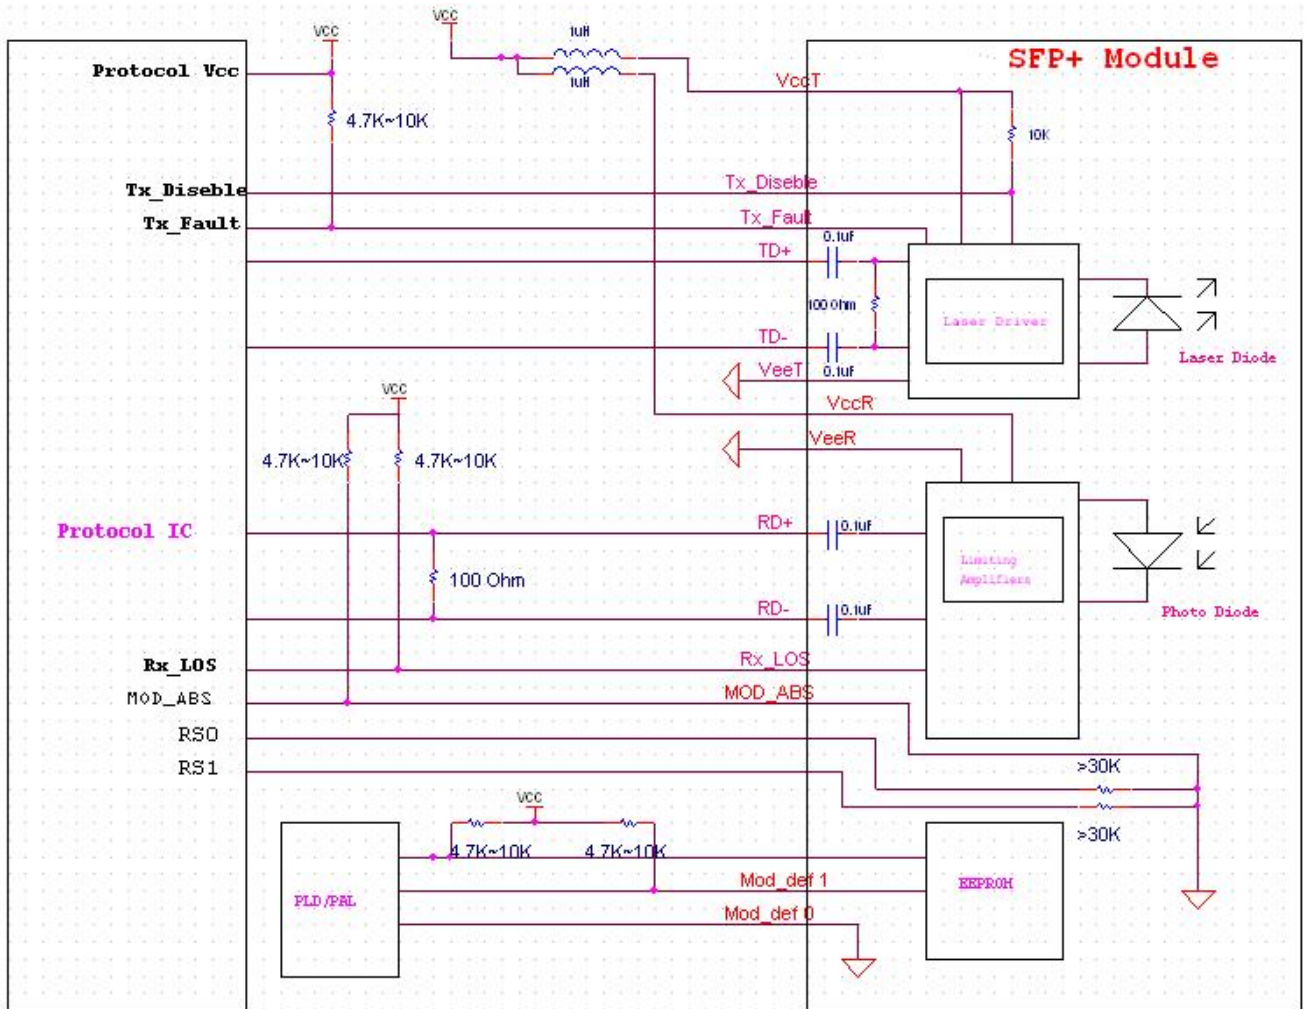 VCC
1uH
SFP+ Module
VCC
Protocol Vcc
1uH
VccT
4.7K~10K
10K
Tx_Diseble
Tx_Diseble
Tx_Fault
Tx_Fault
0.1uF
TD+
100 Ohm
Laser Driver
TD-
Laser Diode
VeeT
0.1uF
VCC
VccR
VeeR
4.7K~10K
4.7K~10K
Protocol IC
RD+
0.1uF
Limiting
Amplifiers
100 Ohm
RD-
0.1uF
Photo Diode
Rx_LOS
Rx_LOS
MOD_ABS
MOD_ABS
RS0
RS1
>30K
VCC
>30K
4.7K~10K
4.7K~10K
Mod_def 1
EEPROM
PLD/PAL
Mod_def 0